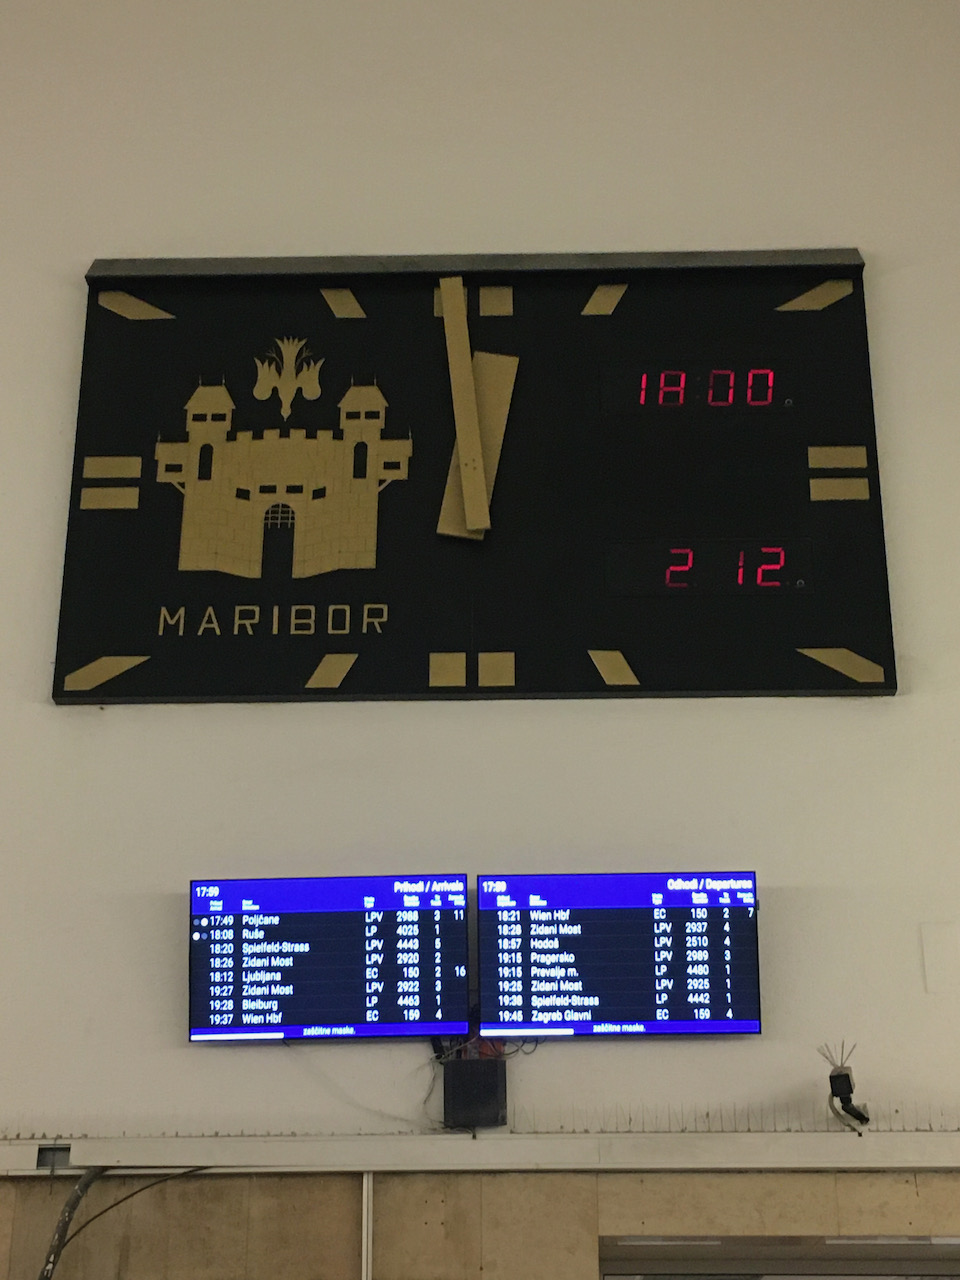 18:00
2 12
MARIBOR
17:59 Prihodi / Arrivals
17:49 Poljčane LPV 2988 3 11
18:08 Ruše LP 4025 1
18:20 Spielfeld-Strass LPV 4443 5
18:26 Zidani Most LPV 2920 2
18:12 Ljubljana EC 150 2 16
19:27 Zidani Most LPV 2922 3
19:28 Bleiburg LP 4463 1
19:37 Wien Hbf EC 159 4
zaščitne maske.
17:59 Odhodi / Departures
18:21 Wien Hbf EC 150 2 7
18:28 Zidani Most LPV 2937 4
18:57 Hodoš LPV 2510 4
19:15 Pragersko LPV 2989 3
19:15 Prevalje m. LP 4480 1
19:25 Zidani Most LPV 2925 1
19:38 Spielfeld-Strass LP 4442 1
19:45 Zagreb Glavni EC 159 4
zaščitne maske.